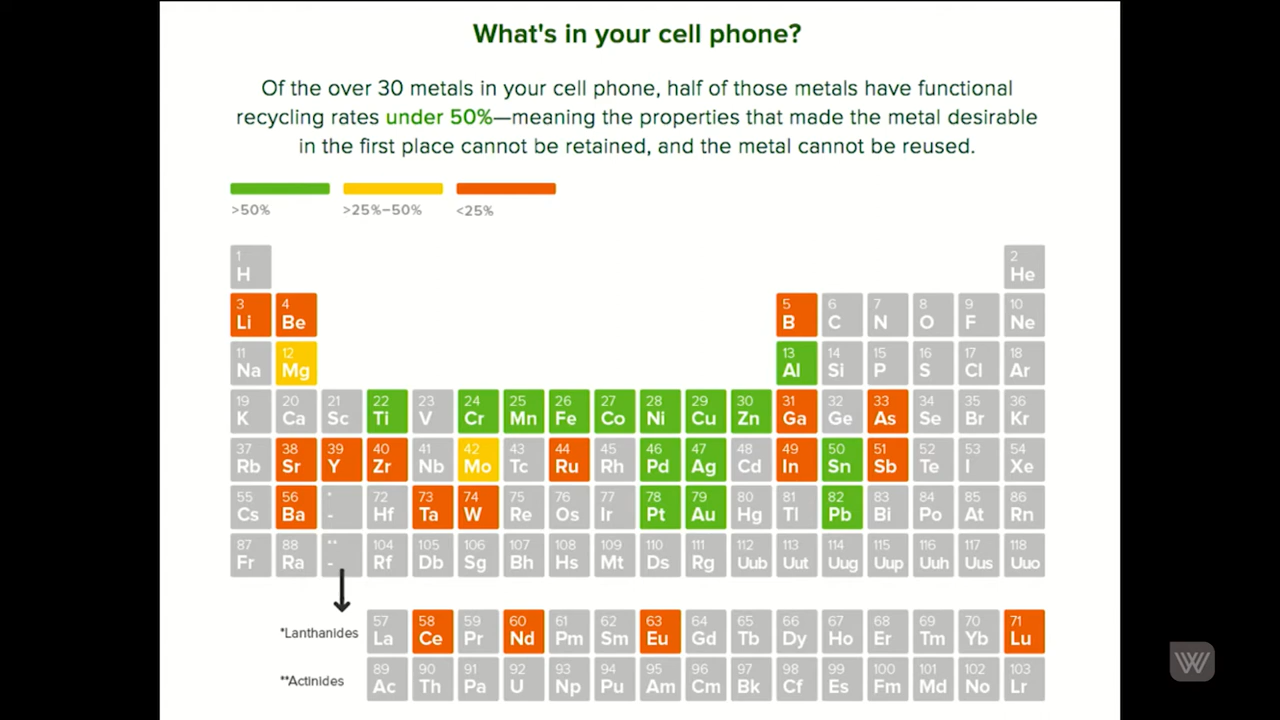 What's in your cell phone?
Of the over 30 metals in your cell phone, half of those metals have functional
recycling rates under 50%—meaning the properties that made the metal desirable
in the first place cannot be retained, and the metal cannot be reused.
>50% >25%–50% <25%
1 2
H He
3 4 5 6 7 8 9 10
Li Be B C N O F Ne
11 12 13 14 15 16 17 18
Na Mg Al Si P S Cl Ar
19 20 21 22 23 24 25 26 27 28 29 30 31 32 33 34 35 36
K Ca Sc Ti V Cr Mn Fe Co Ni Cu Zn Ga Ge As Se Br Kr
37 38 39 40 41 42 43 44 45 46 47 48 49 50 51 52 53 54
Rb Sr Y Zr Nb Mo Tc Ru Rh Pd Ag Cd In Sn Sb Te I Xe
55 56 * 72 73 74 75 76 77 78 79 80 81 82 83 84 85 86
Cs Ba - Hf Ta W Re Os Ir Pt Au Hg Tl Pb Bi Po At Rn
87 88 ** 104 105 106 107 108 109 110 111 112 113 114 115 116 117 118
Fr Ra - Rf Db Sg Bh Hs Mt Ds Rg Uub Uut Uug Uup Uuh Uus Uuo
57 58 59 60 61 62 63 64 65 66 67 68 69 70 71
*Lanthanides La Ce Pr Nd Pm Sm Eu Gd Tb Dy Ho Er Tm Yb Lu
89 90 91 92 93 94 95 96 97 98 99 100 101 102 103
**Actinides Ac Th Pa U Np Pu Am Cm Bk Cf Es Fm Md No Lr
W